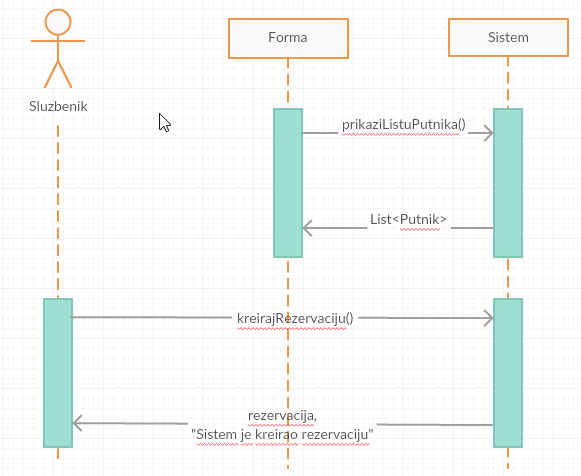 Sluzbenik
Forma
Sistem
prikaziListuPutnika()
List<Putnik>
kreirajRezervaciju()
rezervacija,
"Sistem je kreirao rezervaciju"